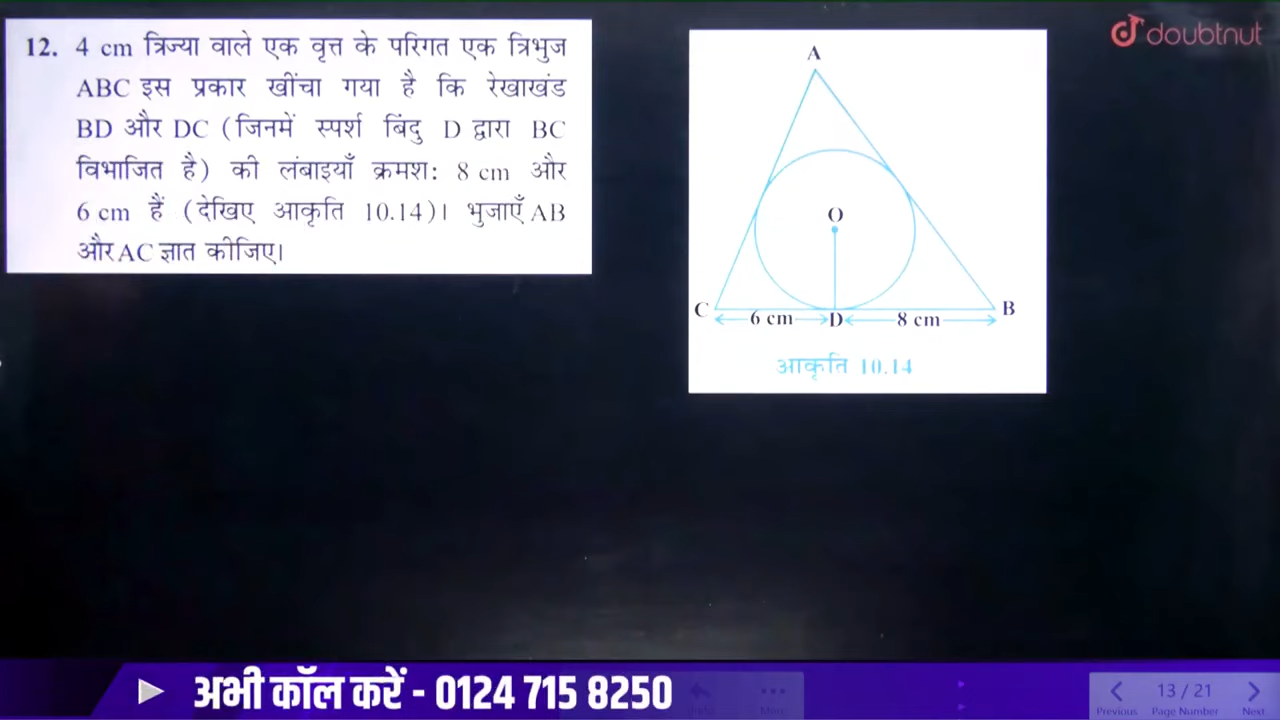 12. 4 cm त्रिज्या वाले एक वृत्त के परिगत एक त्रिभुज
ABC इस प्रकार खींचा गया है कि रेखाखंड
BD और DC (जिनमें स्पर्श बिंदु D द्वारा BC
विभाजित है) की लंबाइयाँ क्रमश: 8 cm और
6 cm हैं (देखिए आकृति 10.14)। भुजाएँ AB
और AC ज्ञात कीजिए।
doubtnut
A
O
C B
6 cm D 8 cm
आकृति 10.14
अभी कॉल करें - 0124 715 8250
More
13 / 21
Previous Page Number Next